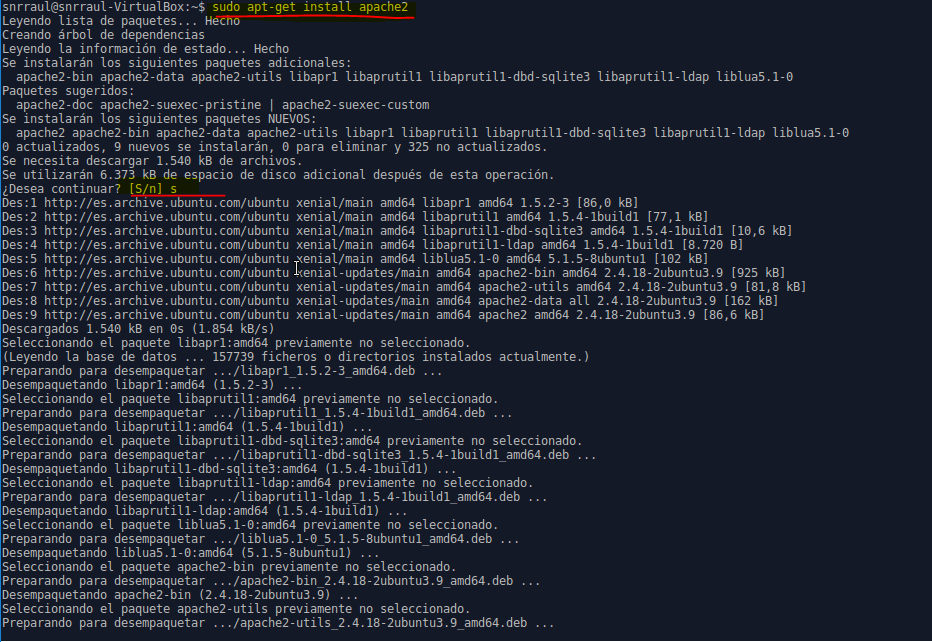 snrraul@snrraul-VirtualBox:~$ sudo apt-get install apache2
Leyendo lista de paquetes... Hecho
Creando árbol de dependencias
Leyendo la información de estado... Hecho
Se instalarán los siguientes paquetes adicionales:
  apache2-bin apache2-data apache2-utils libapr1 libaprutil1 libaprutil1-dbd-sqlite3 libaprutil1-ldap liblua5.1-0
Paquetes sugeridos:
  apache2-doc apache2-suexec-pristine | apache2-suexec-custom
Se instalarán los siguientes paquetes NUEVOS:
  apache2 apache2-bin apache2-data apache2-utils libapr1 libaprutil1 libaprutil1-dbd-sqlite3 libaprutil1-ldap liblua5.1-0
0 actualizados, 9 nuevos se instalarán, 0 para eliminar y 325 no actualizados.
Se necesita descargar 1.540 kB de archivos.
Se utilizarán 6.373 kB de espacio de disco adicional después de esta operación.
¿Desea continuar? [S/n] s
Des:1 http://es.archive.ubuntu.com/ubuntu xenial/main amd64 libapr1 amd64 1.5.2-3 [86,0 kB]
Des:2 http://es.archive.ubuntu.com/ubuntu xenial/main amd64 libaprutil1 amd64 1.5.4-1build1 [77,1 kB]
Des:3 http://es.archive.ubuntu.com/ubuntu xenial/main amd64 libaprutil1-dbd-sqlite3 amd64 1.5.4-1build1 [10,6 kB]
Des:4 http://es.archive.ubuntu.com/ubuntu xenial/main amd64 libaprutil1-ldap amd64 1.5.4-1build1 [8.720 B]
Des:5 http://es.archive.ubuntu.com/ubuntu xenial/main amd64 liblua5.1-0 amd64 5.1.5-8ubuntu1 [102 kB]
Des:6 http://es.archive.ubuntu.com/ubuntu xenial-updates/main amd64 apache2-bin amd64 2.4.18-2ubuntu3.9 [925 kB]
Des:7 http://es.archive.ubuntu.com/ubuntu xenial-updates/main amd64 apache2-utils amd64 2.4.18-2ubuntu3.9 [81,8 kB]
Des:8 http://es.archive.ubuntu.com/ubuntu xenial-updates/main amd64 apache2-data all 2.4.18-2ubuntu3.9 [162 kB]
Des:9 http://es.archive.ubuntu.com/ubuntu xenial-updates/main amd64 apache2 amd64 2.4.18-2ubuntu3.9 [86,6 kB]
Descargados 1.540 kB en 0s (1.854 kB/s)
Seleccionando el paquete libapr1:amd64 previamente no seleccionado.
(Leyendo la base de datos ... 157739 ficheros o directorios instalados actualmente.)
Preparando para desempaquetar .../libapr1_1.5.2-3_amd64.deb ...
Desempaquetando libapr1:amd64 (1.5.2-3) ...
Seleccionando el paquete libaprutil1:amd64 previamente no seleccionado.
Preparando para desempaquetar .../libaprutil1_1.5.4-1build1_amd64.deb ...
Desempaquetando libaprutil1:amd64 (1.5.4-1build1) ...
Seleccionando el paquete libaprutil1-dbd-sqlite3:amd64 previamente no seleccionado.
Preparando para desempaquetar .../libaprutil1-dbd-sqlite3_1.5.4-1build1_amd64.deb ...
Desempaquetando libaprutil1-dbd-sqlite3:amd64 (1.5.4-1build1) ...
Seleccionando el paquete libaprutil1-ldap:amd64 previamente no seleccionado.
Preparando para desempaquetar .../libaprutil1-ldap_1.5.4-1build1_amd64.deb ...
Desempaquetando libaprutil1-ldap:amd64 (1.5.4-1build1) ...
Seleccionando el paquete liblua5.1-0:amd64 previamente no seleccionado.
Preparando para desempaquetar .../liblua5.1-0_5.1.5-8ubuntu1_amd64.deb ...
Desempaquetando liblua5.1-0:amd64 (5.1.5-8ubuntu1) ...
Seleccionando el paquete apache2-bin previamente no seleccionado.
Preparando para desempaquetar .../apache2-bin_2.4.18-2ubuntu3.9_amd64.deb ...
Desempaquetando apache2-bin (2.4.18-2ubuntu3.9) ...
Seleccionando el paquete apache2-utils previamente no seleccionado.
Preparando para desempaquetar .../apache2-utils_2.4.18-2ubuntu3.9_amd64.deb ...